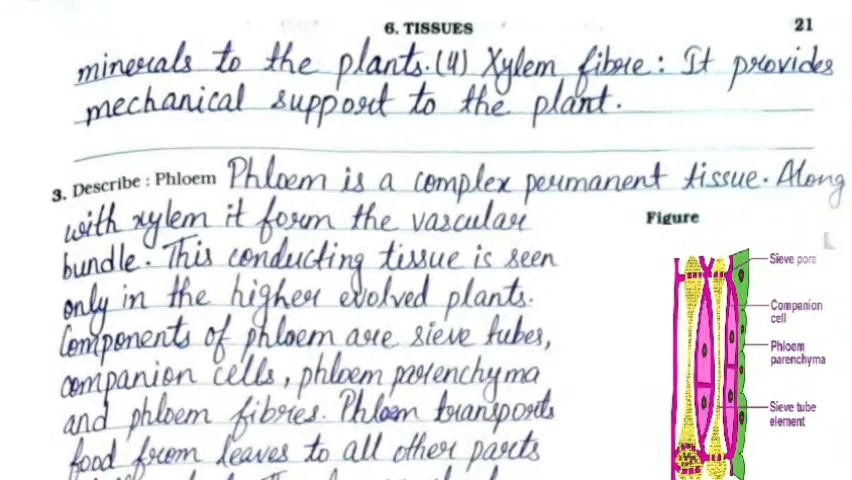 6. TISSUES 21
minerals to the plants. (4) Xylem fibre : It provides
mechanical support to the plant.
3. Describe : Phloem Phloem is a complex permanent tissue. Along
with xylem it form the vascular
Figure
bundle. This conducting tissue is seen
only in the higher evolved plants.
Components of phloem are sieve tubes,
companion cells, phloem parenchyma
and phloem fibres. Phloem transports
food from leaves to all other parts
Sieve pore
Companion
cell
Phloem
parenchyma
Sieve tube
element